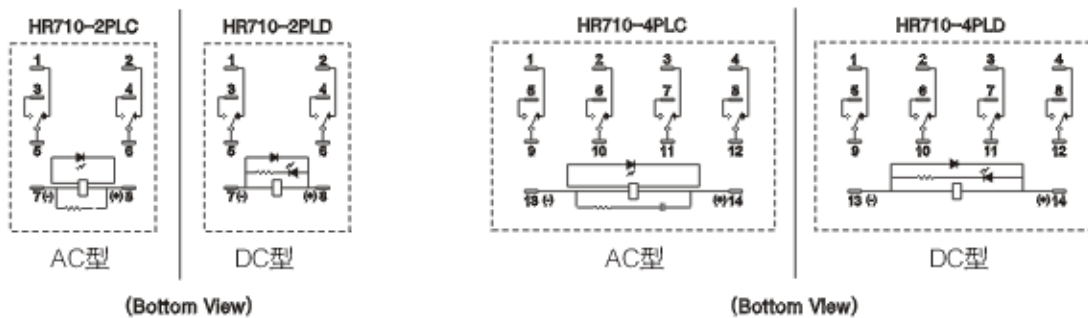 HR710-2PLC HR710-2PLD HR710-4PLC HR710-4PLD
1 2 1 2 1 2 3 4 1 2 3 4
3 4 3 4 5 6 7 8 5 6 7 8
5 6 5 6 9 10 11 12 9 10 11 12
7(-) (+)8 7(-) (+)8 13(-) (+)14 13(-) (+)14
AC型 DC型 AC型 DC型
(Bottom View) (Bottom View)